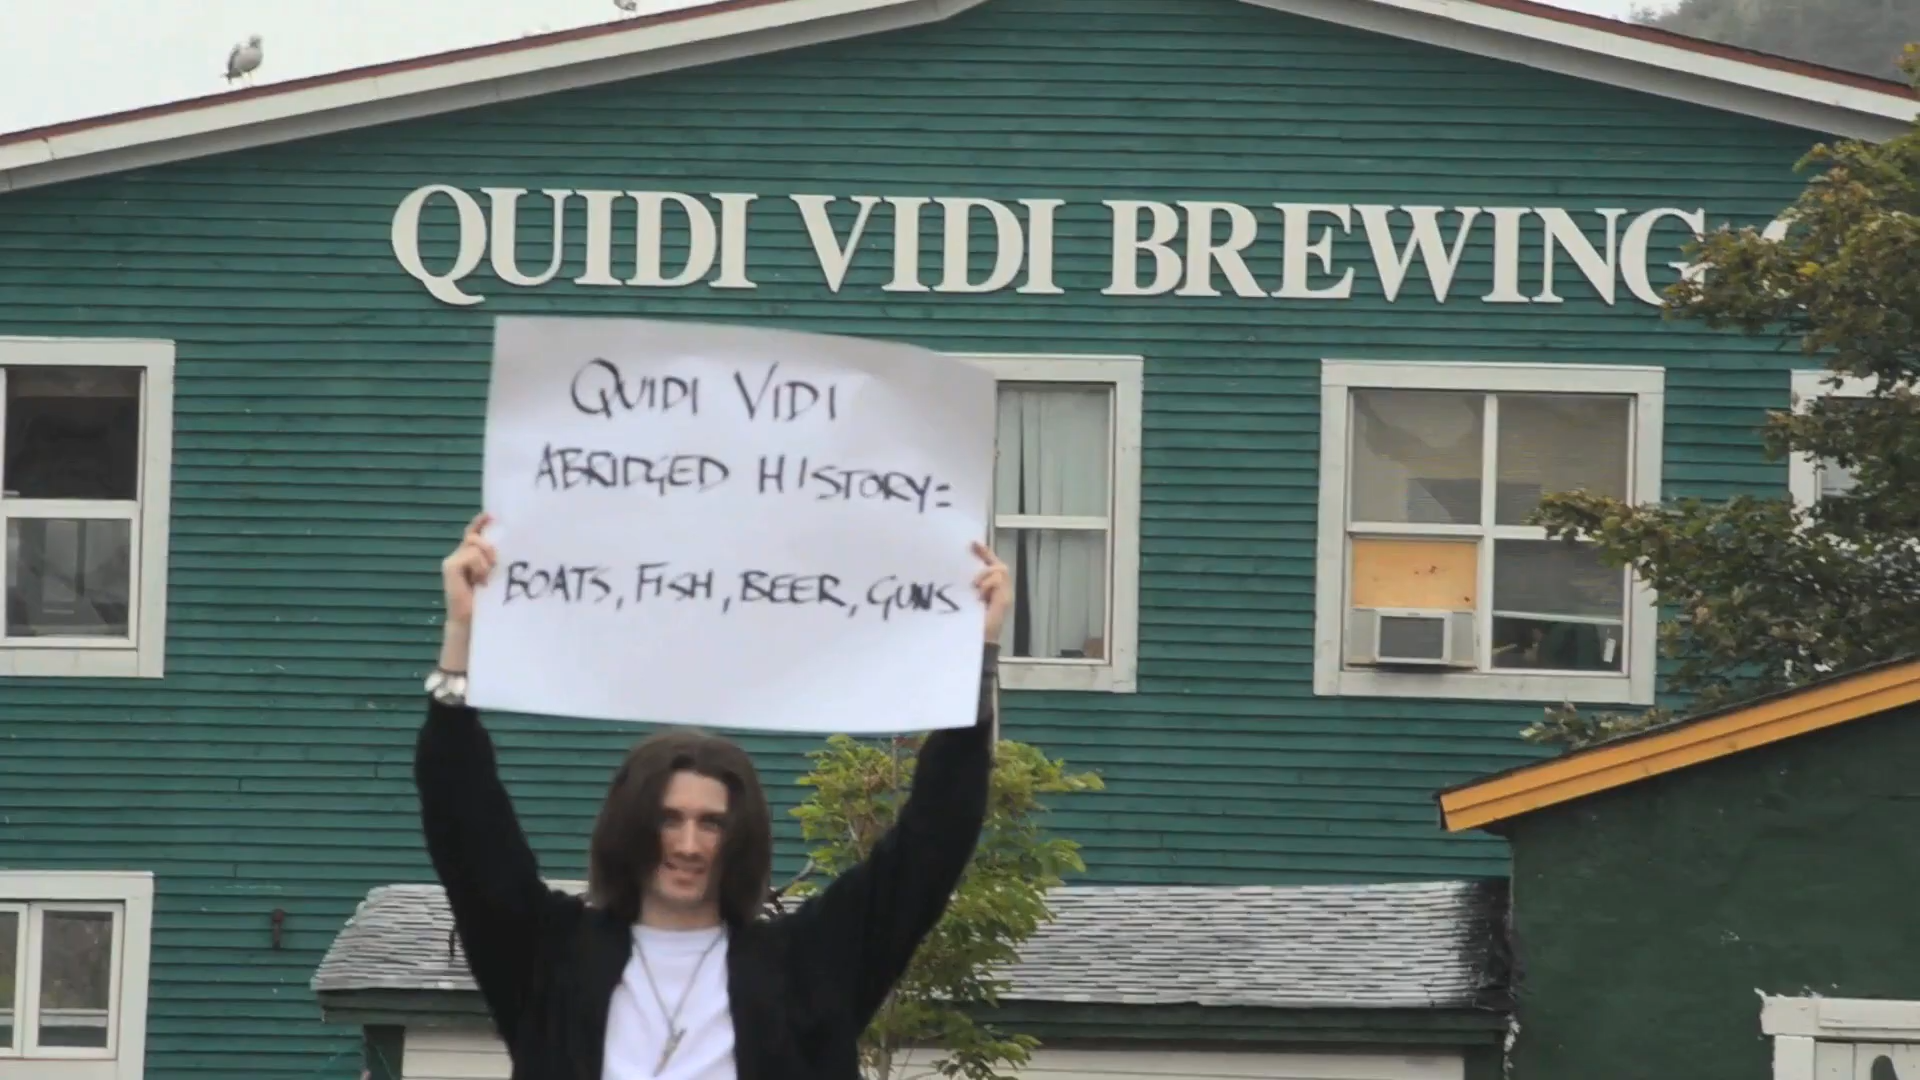 QUIDI VIDI BREWING
QUIDI VIDI
ABRIDGED HISTORY:
BOATS, FISH, BEER, GUNS